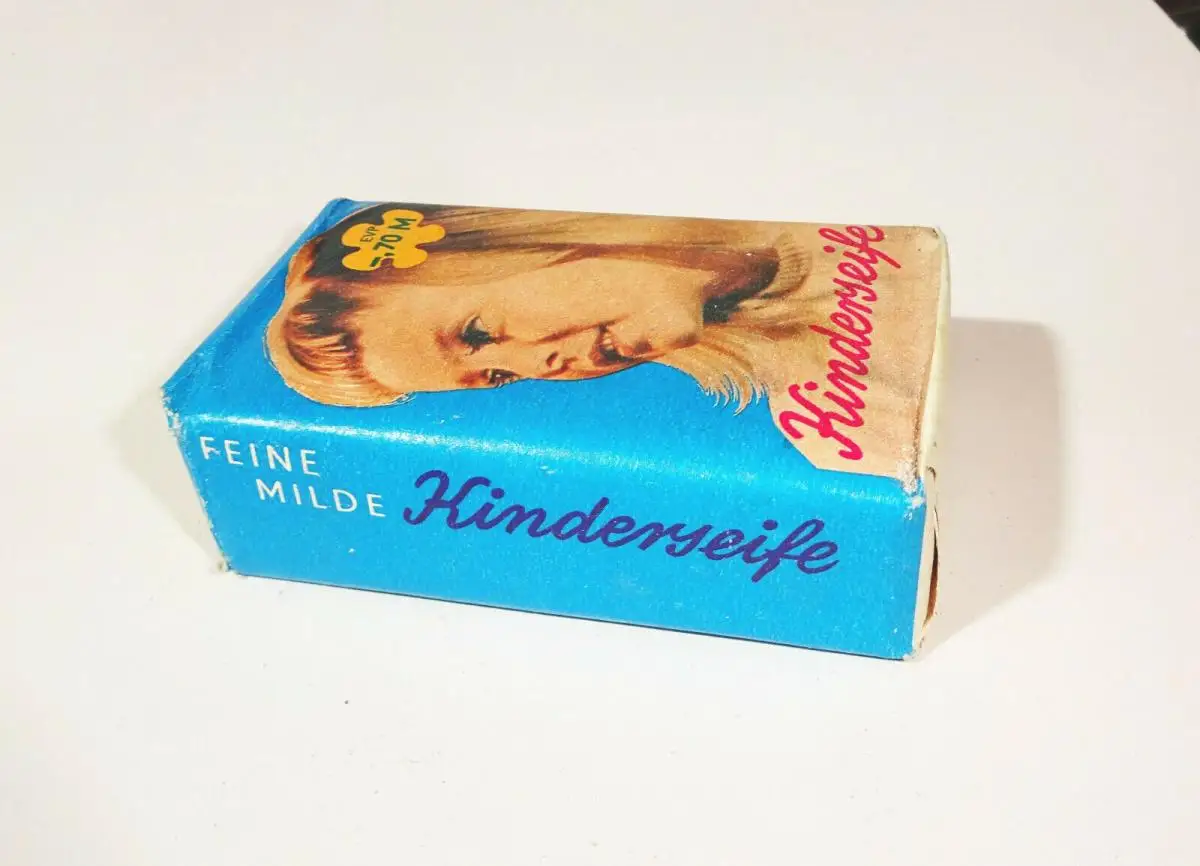 EVP
-,70 M
Kinderseife
FEINE
MILDE
Kinderseife